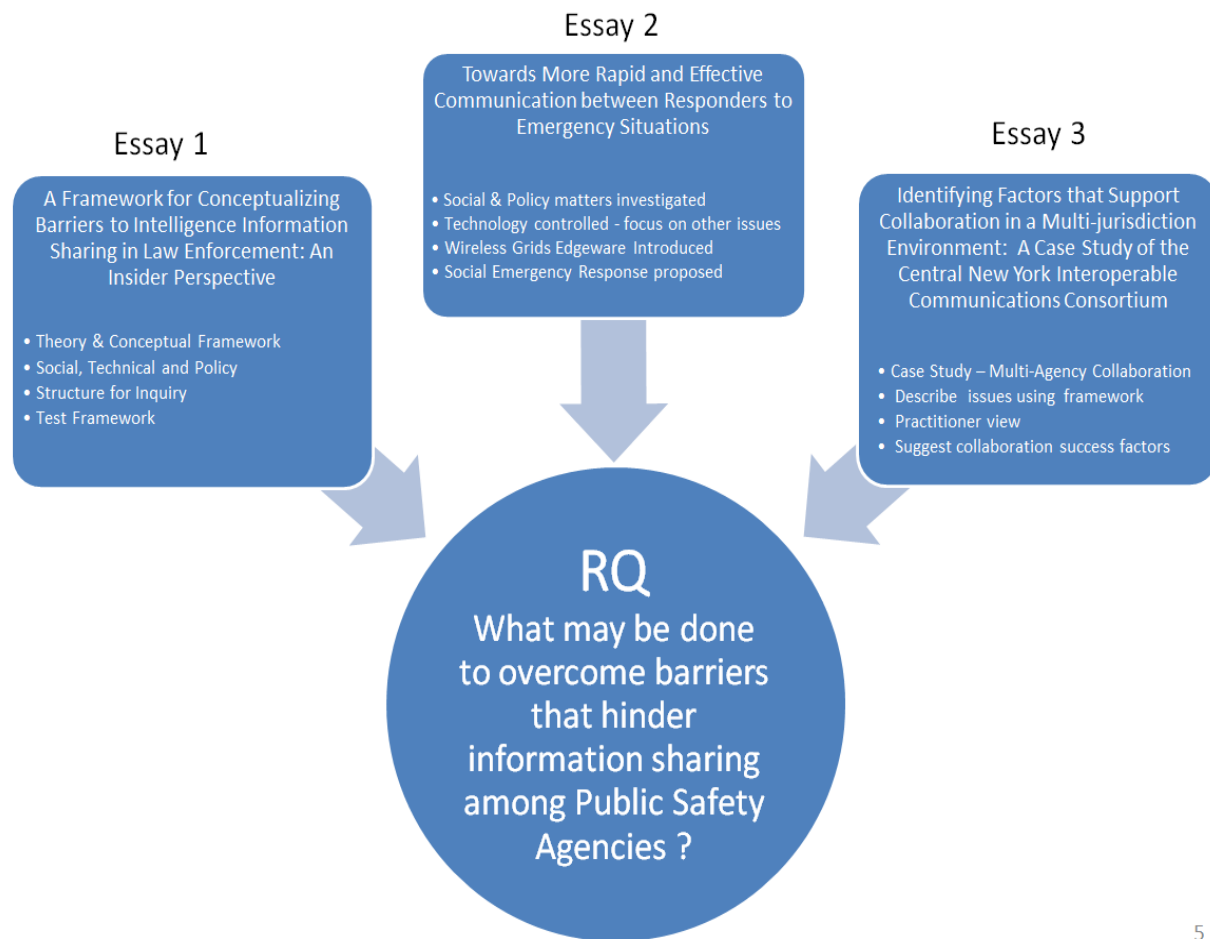 Essay 1
A Framework for Conceptualizing
Barriers to Intelligence Information
Sharing in Law Enforcement: An
Insider Perspective
• Theory & Conceptual Framework
• Social, Technical and Policy
• Structure for Inquiry
• Test Framework
Essay 2
Towards More Rapid and Effective
Communication between Responders to
Emergency Situations
• Social & Policy matters investigated
• Technology controlled - focus on other issues
• Wireless Grids Edgeware Introduced
• Social Emergency Response proposed
Essay 3
Identifying Factors that Support
Collaboration in a Multi-jurisdiction
Environment: A Case Study of the
Central New York Interoperable
Communications Consortium
• Case Study – Multi-Agency Collaboration
• Describe issues using framework
• Practitioner view
• Suggest collaboration success factors
RQ
What may be done
to overcome barriers
that hinder
information sharing
among Public Safety
Agencies ?
5